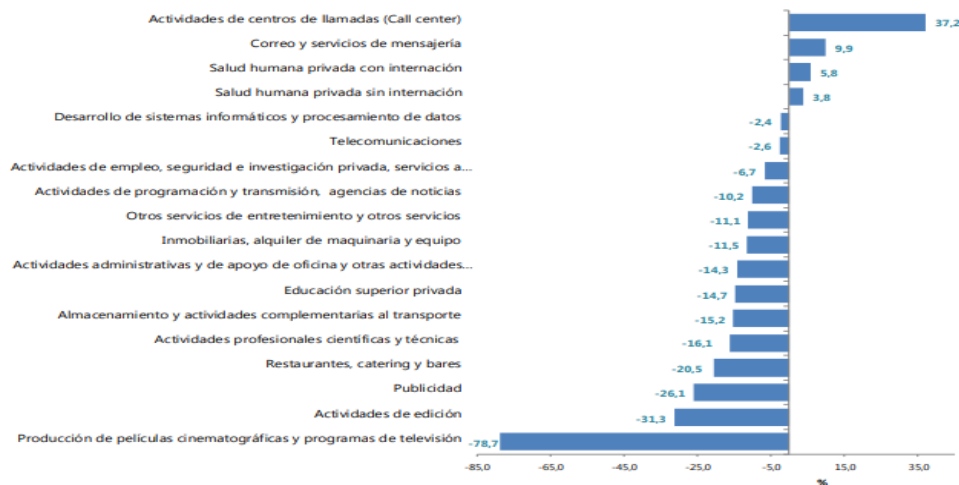 Actividades de centros de llamadas (Call center) 37,2
Correo y servicios de mensajería 9,9
Salud humana privada con internación 5,8
Salud humana privada sin internación 3,8
Desarrollo de sistemas informáticos y procesamiento de datos -2,4
Telecomunicaciones -2,6
Actividades de empleo, seguridad e investigación privada, servicios a... -6,7
Actividades de programación y transmisión, agencias de noticias -10,2
Otros servicios de entretenimiento y otros servicios -11,1
Inmobiliarias, alquiler de maquinaria y equipo -11,5
Actividades administrativas y de apoyo de oficina y otras actividades... -14,3
Educación superior privada -14,7
Almacenamiento y actividades complementarias al transporte -15,2
Actividades profesionales científicas y técnicas -16,1
Restaurantes, catering y bares -20,5
Publicidad -26,1
Actividades de edición -31,3
Producción de películas cinematográficas y programas de televisión -78,7
-85,0 -65,0 -45,0 -25,0 -5,0 15,0 35,0
%